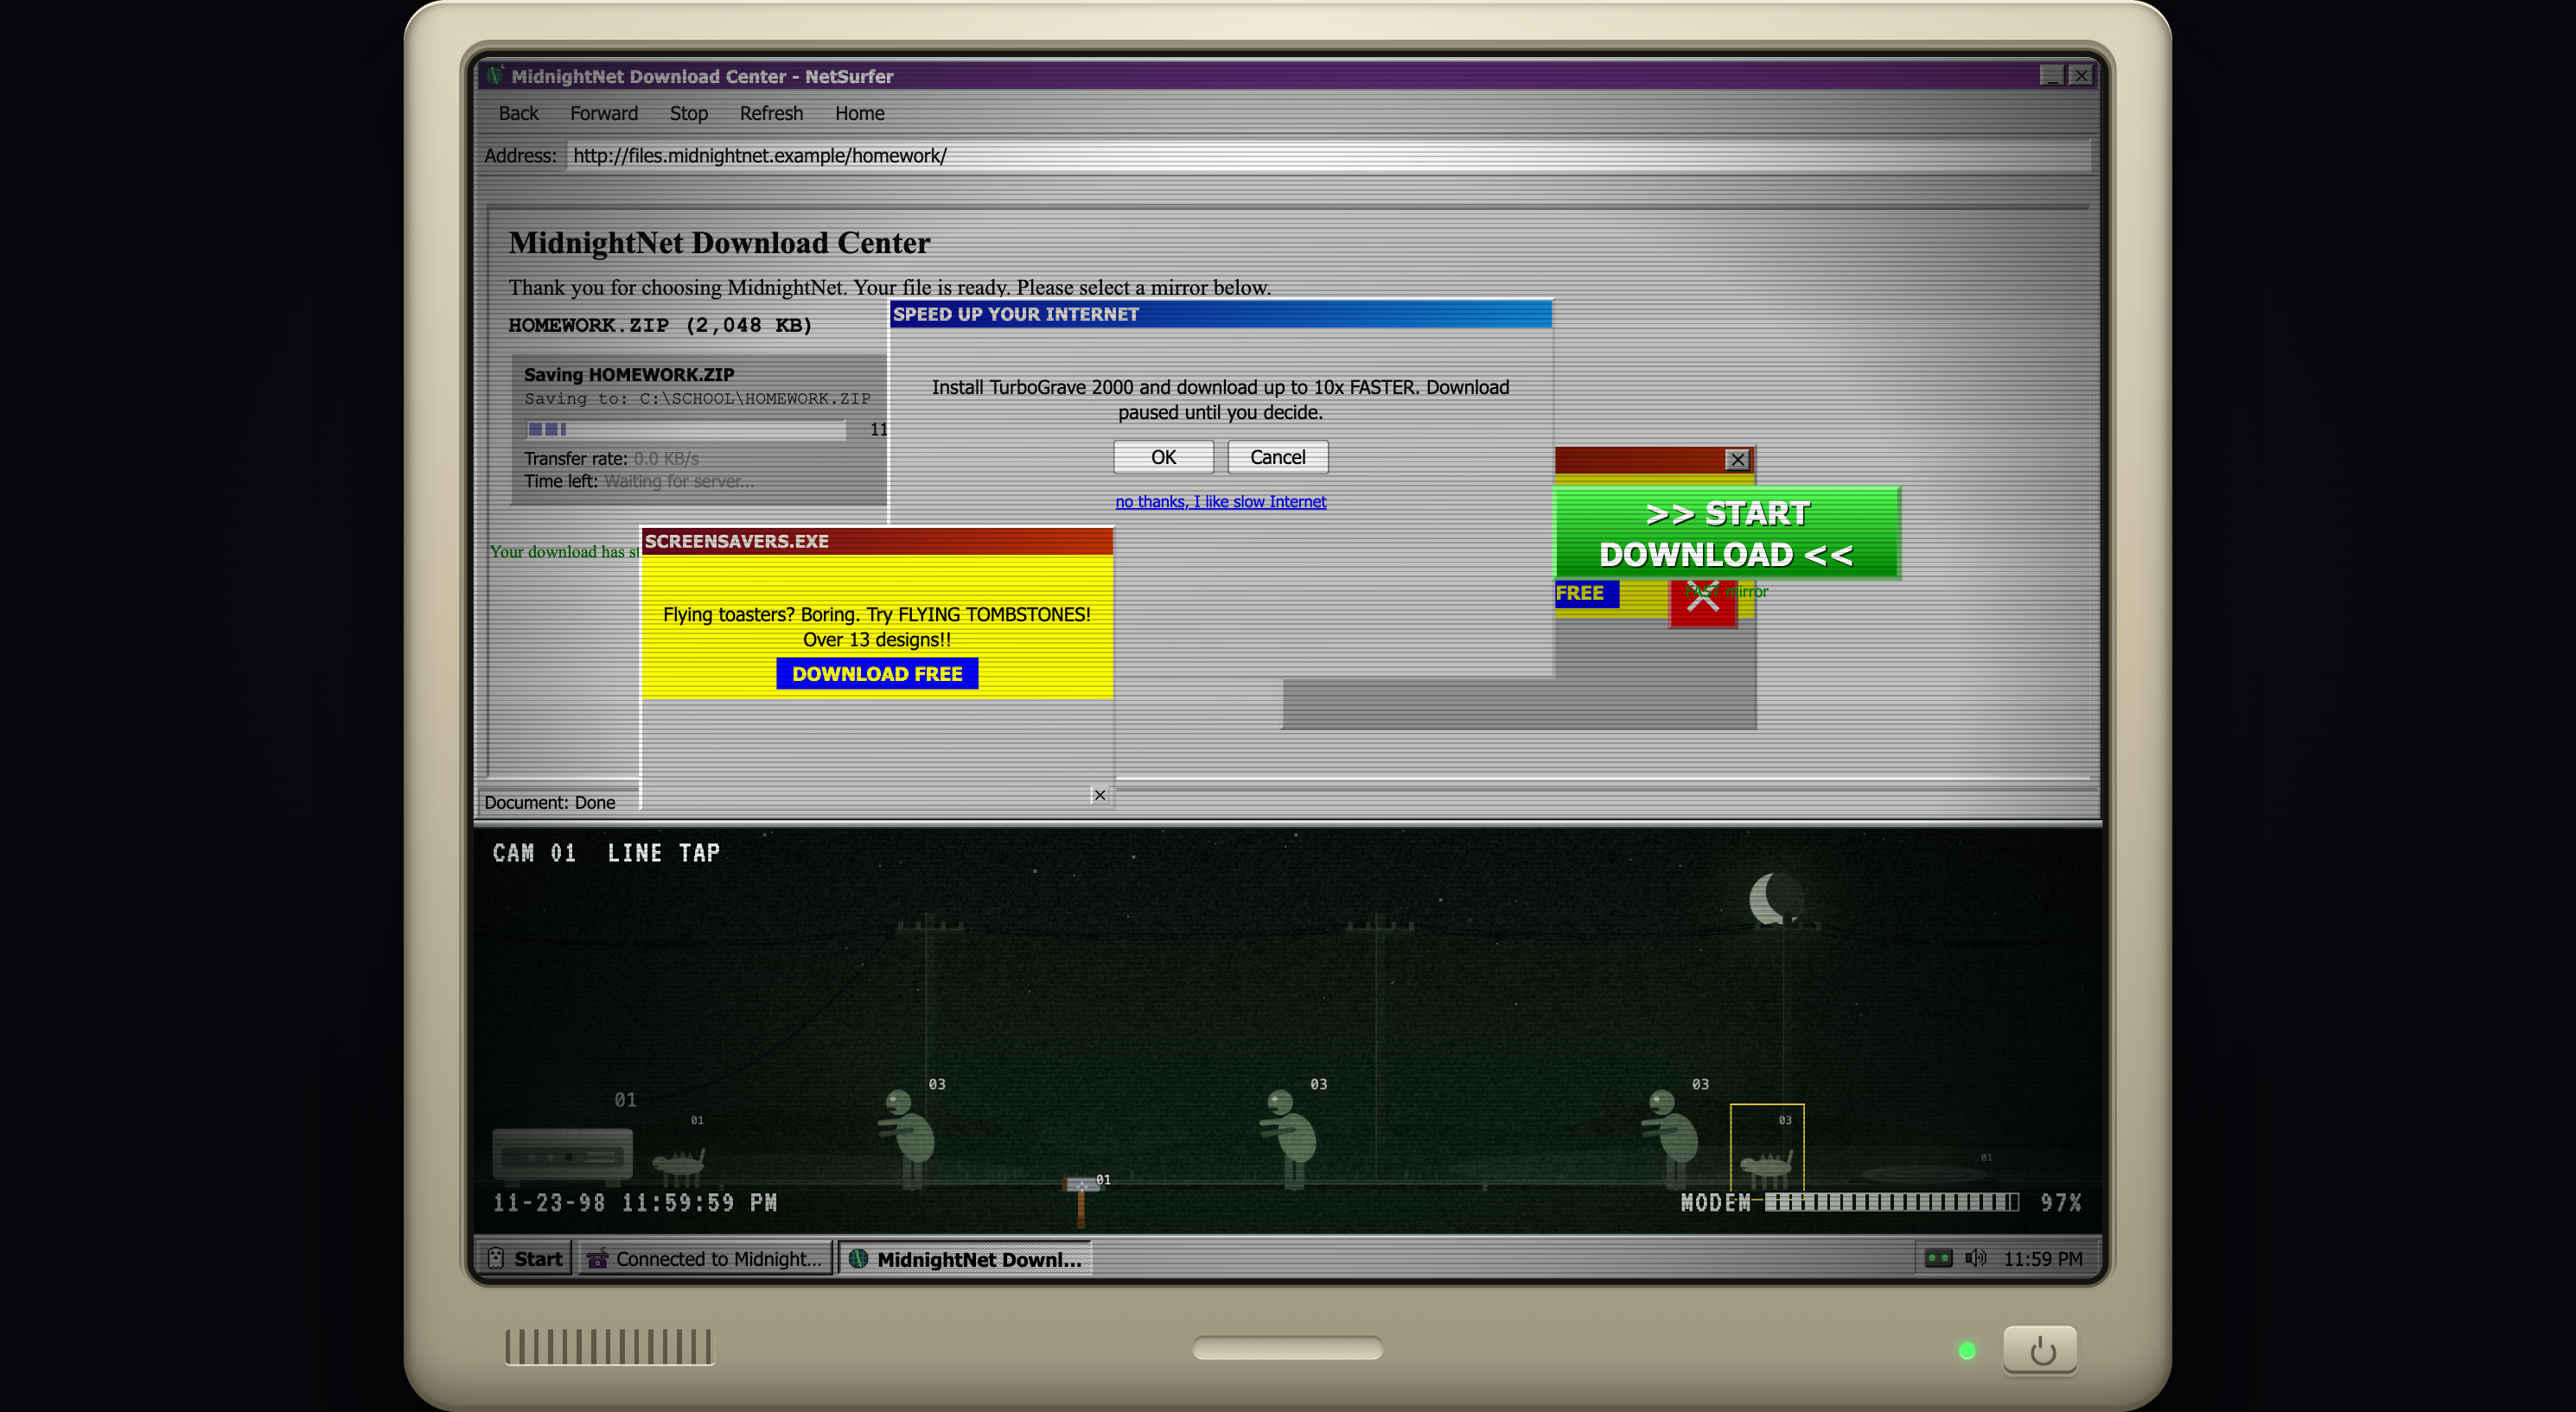 MidnightNet Download Center - NetSurfer
Back Forward Stop Refresh Home
Address: http://files.midnightnet.example/homework/
MidnightNet Download Center
Thank you for choosing MidnightNet. Your file is ready. Please select a mirror below.
HOMEWORK.ZIP (2,048 KB)
SPEED UP YOUR INTERNET
Install TurboGrave 2000 and download up to 10x FASTER. Download
paused until you decide.
OK Cancel
no thanks, I like slow Internet
Saving HOMEWORK.ZIP
Saving to: C:\SCHOOL\HOMEWORK.ZIP
11
Transfer rate: 0.0 KB/s
Time left: Waiting for server...
>> START
DOWNLOAD <<
FREE
FAST mirror
Your download has
SCREENSAVERS.EXE
Flying toasters? Boring. Try FLYING TOMBSTONES!
Over 13 designs!!
DOWNLOAD FREE
Document: Done
CAM 01 LINE TAP
03 03 03
01 01 03
01
01
11-23-98 11:59:59 PM
MODEM 97%
Start Connected to Midnight... MidnightNet Downl... 11:59 PM